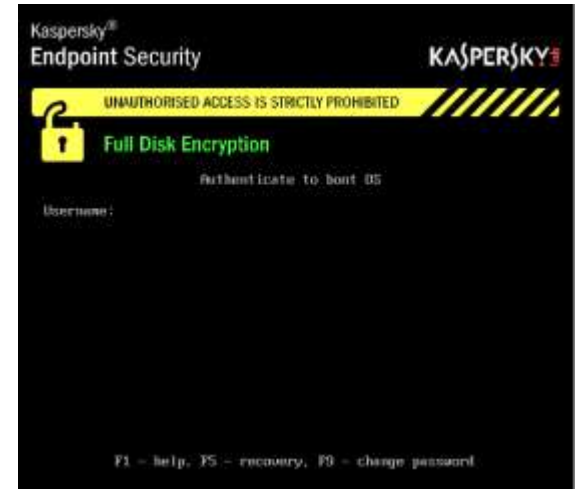 Kaspersky®
Endpoint Security
KASPERSKY lab
UNAUTHORISED ACCESS IS STRICTLY PROHIBITED
Full Disk Encryption
Authenticate to boot OS
Username:
F1 - help, F5 - recovery, F9 - change password